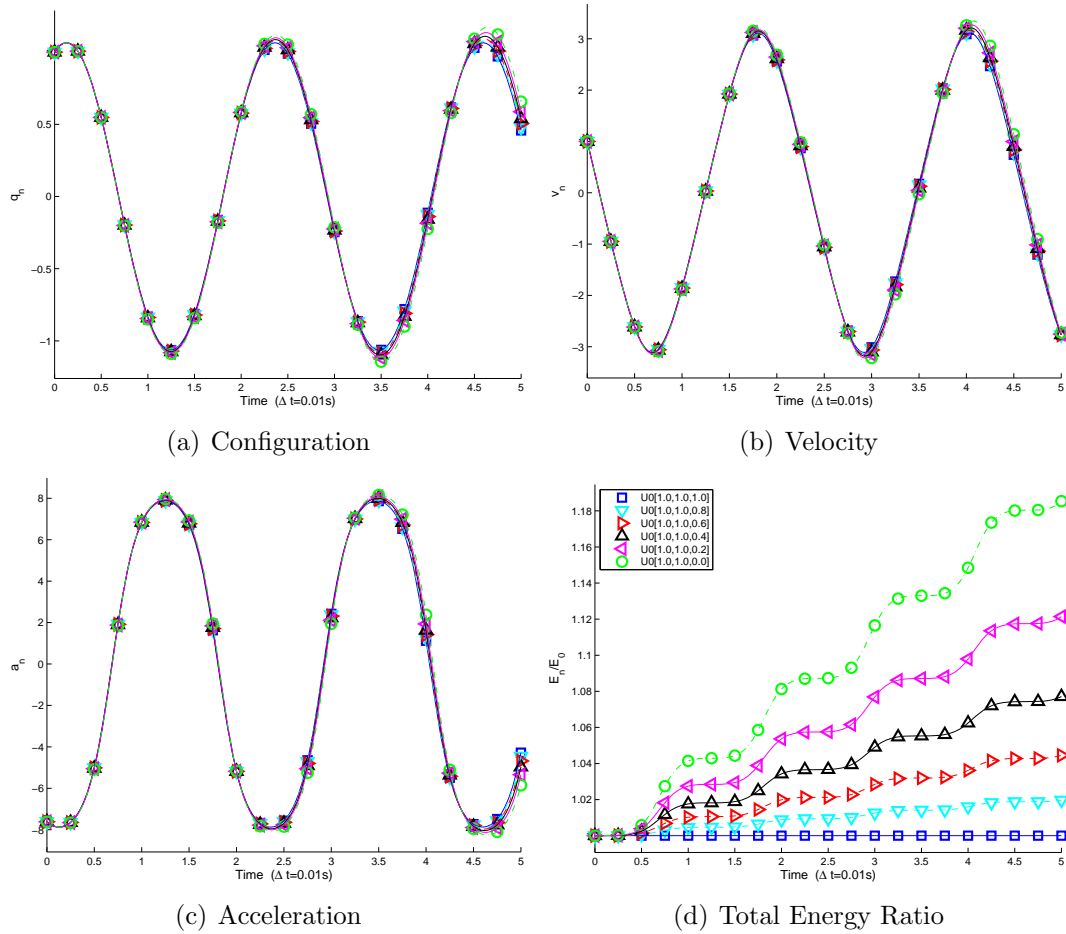 q_n
1
0.5
0
−0.5
−1
0 0.5 1 1.5 2 2.5 3 3.5 4 4.5 5
Time (Δ t=0.01s)
(a) Configuration
v_n
3
2
1
0
−1
−2
−3
0 0.5 1 1.5 2 2.5 3 3.5 4 4.5 5
Time (Δ t=0.01s)
(b) Velocity
a_n
8
6
4
2
0
−2
−4
−6
−8
0 0.5 1 1.5 2 2.5 3 3.5 4 4.5 5
Time (Δ t=0.01s)
(c) Acceleration
E_n/E_0
U0[1.0,1.0,1.0]
U0[1.0,1.0,0.8]
U0[1.0,1.0,0.6]
U0[1.0,1.0,0.4]
U0[1.0,1.0,0.2]
U0[1.0,1.0,0.0]
1.18
1.16
1.14
1.12
1.1
1.08
1.06
1.04
1.02
1
0 0.5 1 1.5 2 2.5 3 3.5 4 4.5 5
Time (Δ t=0.01s)
(d) Total Energy Ratio